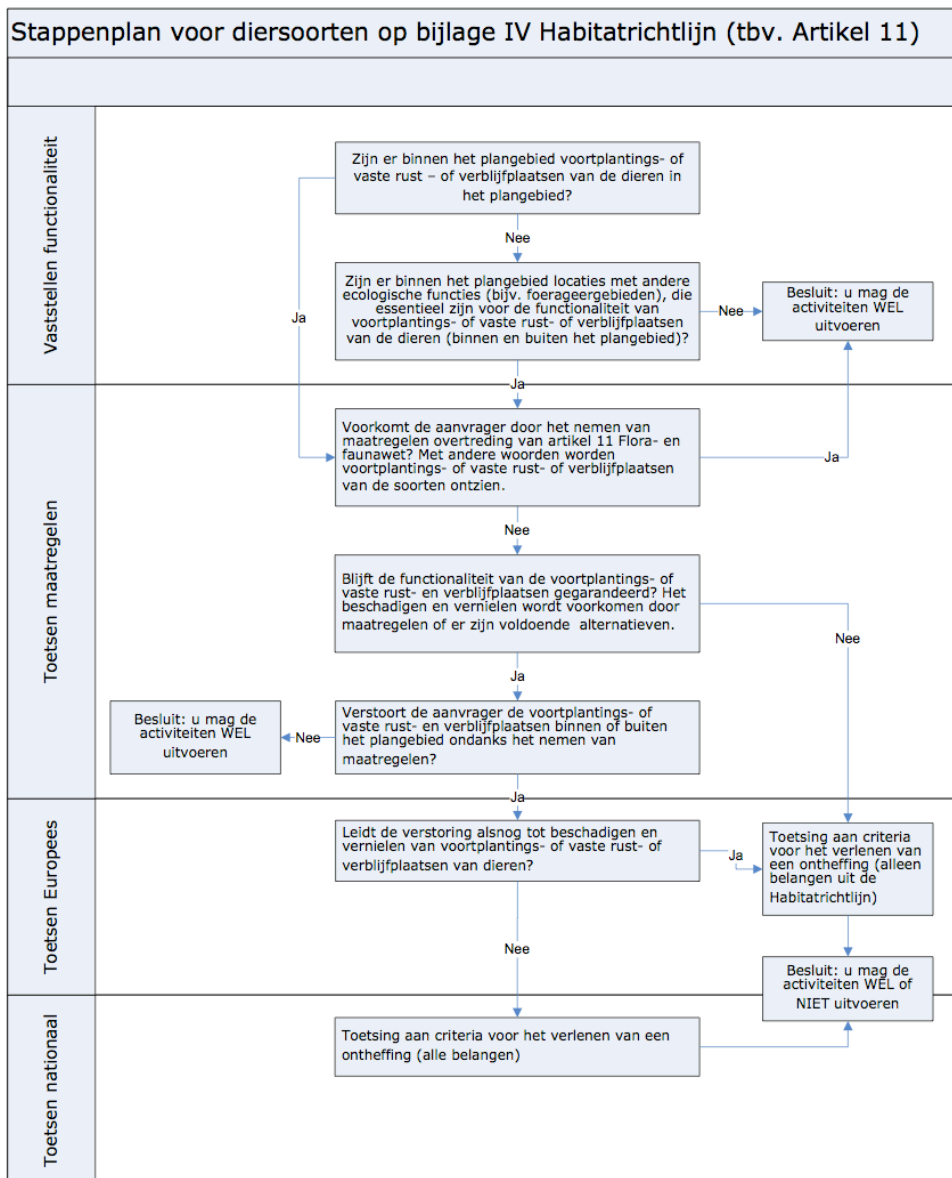 Stappenplan voor diersoorten op bijlage IV Habitatrichtlijn (tbv. Artikel 11)
Vaststellen functionaliteit
Zijn er binnen het plangebied voortplantings- of
vaste rust – of verblijfplaatsen van de dieren in
het plangebied?
Nee
Ja
Zijn er binnen het plangebied locaties met andere
ecologische functies (bijv. foerageergebieden), die
essentieel zijn voor de functionaliteit van
voortplantings- of vaste rust- of verblijfplaatsen
van de dieren (binnen en buiten het plangebied)?
Nee
Besluit: u mag de
activiteiten WEL
uitvoeren
Ja
Toetsen maatregelen
Voorkomt de aanvrager door het nemen van
maatregelen overtreding van artikel 11 Flora- en
faunawet? Met andere woorden worden
voortplantings- of vaste rust- of verblijfplaatsen
van de soorten ontzien.
Ja
Nee
Blijft de functionaliteit van de voortplantings- of
vaste rust- en verblijfplaatsen gegarandeerd? Het
beschadigen en vernielen wordt voorkomen door
maatregelen of er zijn voldoende alternatieven.
Nee
Ja
Verstoort de aanvrager de voortplantings- of
vaste rust- en verblijfplaatsen binnen of buiten
het plangebied ondanks het nemen van
maatregelen?
Nee
Besluit: u mag de
activiteiten WEL
uitvoeren
Ja
Toetsen Europees
Leidt de verstoring alsnog tot beschadigen en
vernielen van voortplantings- of vaste rust- of
verblijfplaatsen van dieren?
Ja
Toetsing aan criteria
voor het verlenen van
een ontheffing (alleen
belangen uit de
Habitatrichtlijn)
Nee
Besluit: u mag de
activiteiten WEL of
NIET uitvoeren
Toetsen nationaal
Toetsing aan criteria voor het verlenen van een
ontheffing (alle belangen)